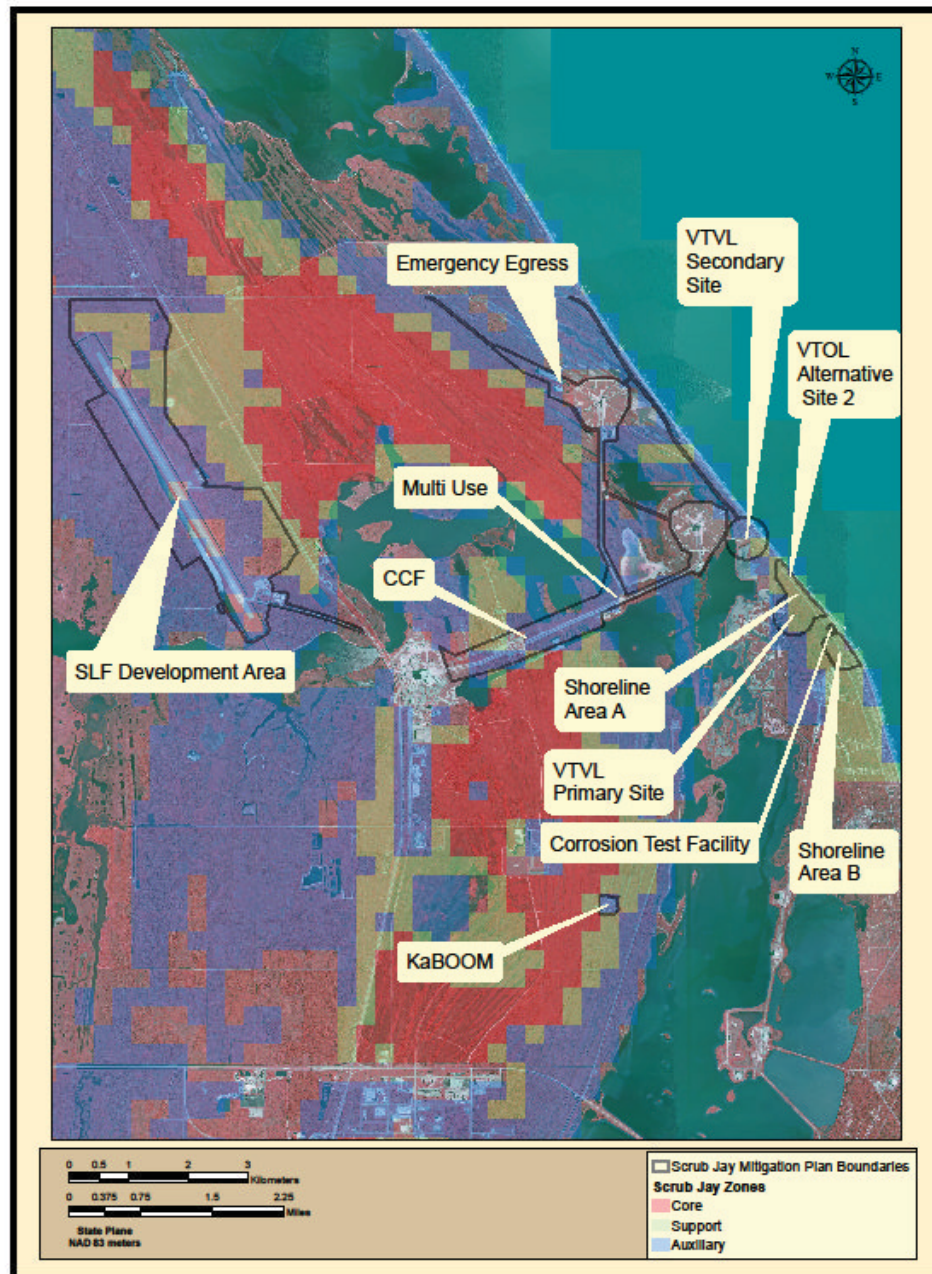 N
W E
S
VTVL
Secondary
Site
Emergency Egress
VTOL
Alternative
Site 2
Multi Use
CCF
SLF Development Area
Shoreline
Area A
VTVL
Primary Site
Corrosion Test Facility
Shoreline
Area B
KaBOOM
0 0.5 1 2 3
Kilometers
0 0.375 0.75 1.5 2.25
Miles
State Plane
NAD 83 meters
Scrub Jay Mitigation Plan Boundaries
Scrub Jay Zones
Core
Support
Auxiliary